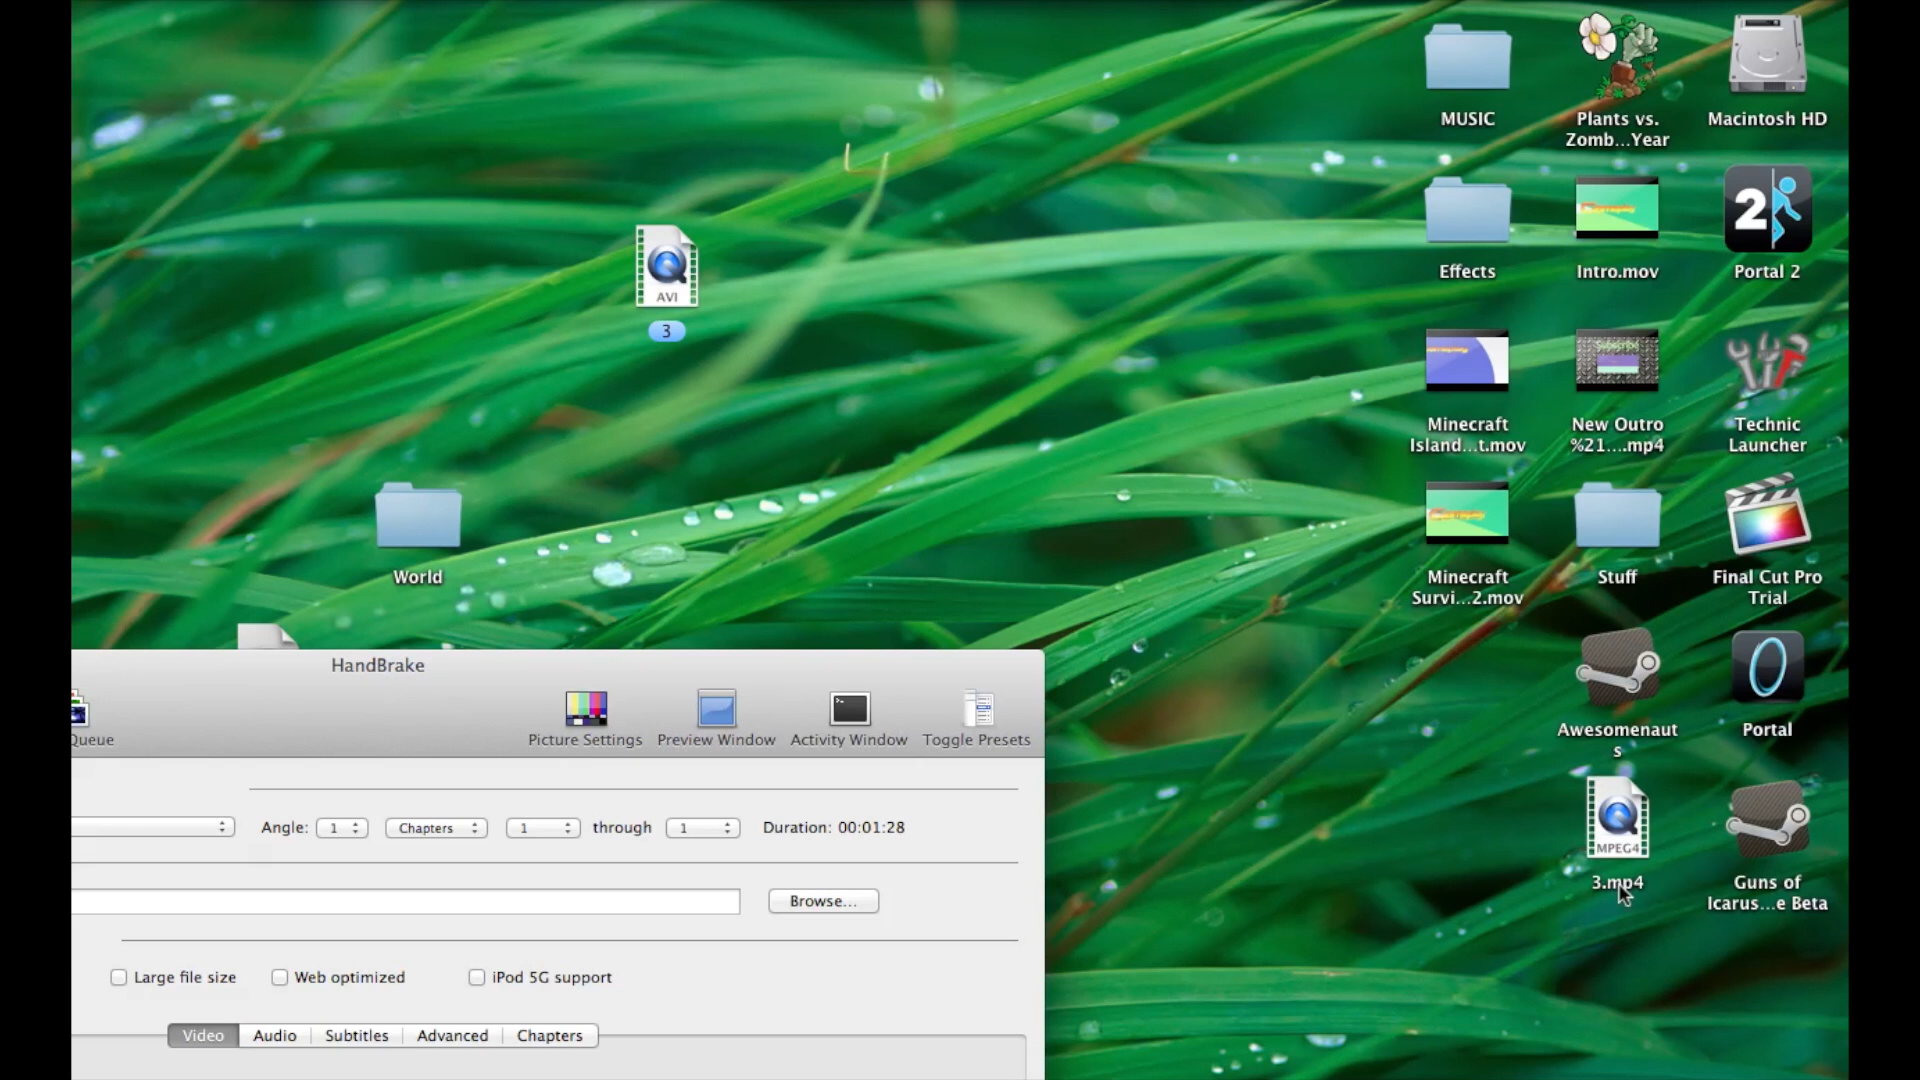 MUSIC
Plants vs.
Zomb...Year
Macintosh HD
Effects
Intro.mov
2
Portal 2
AVI
3
Minecraft
Island...t.mov
Subscribe
New Outro
%21....mp4
Technic
Launcher
World
Minecraft
Survi...2.mov
Stuff
Final Cut Pro
Trial
Awesomenaut
s
Portal
MPEG4
3.mp4
Guns of
Icarus...e Beta
HandBrake
Queue
Picture Settings
Preview Window
Activity Window
Toggle Presets
Angle: 1 Chapters 1 through 1 Duration: 00:01:28
Browse...
Large file size
Web optimized
iPod 5G support
Video Audio Subtitles Advanced Chapters